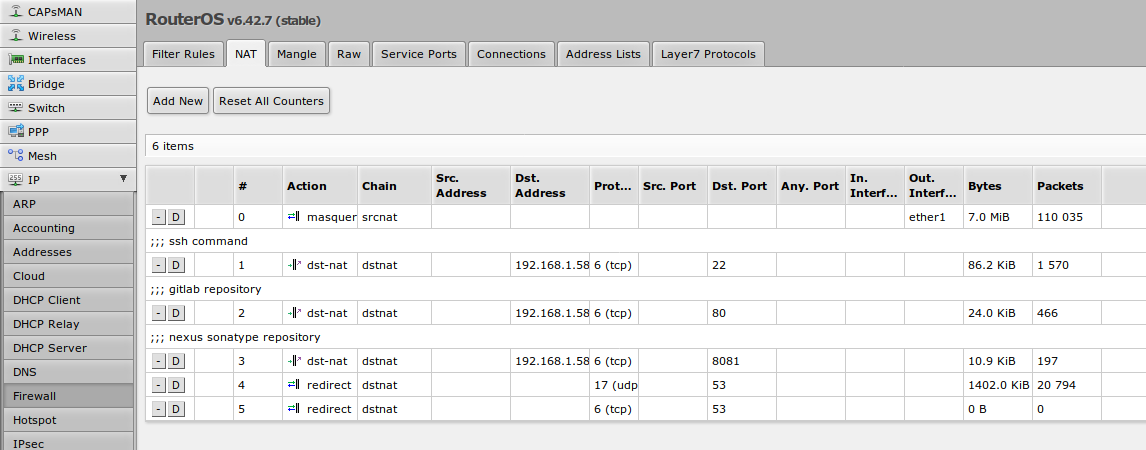 CAPsMAN
Wireless
Interfaces
Bridge
Switch
PPP
Mesh
IP
ARP
Accounting
Addresses
Cloud
DHCP Client
DHCP Relay
DHCP Server
DNS
Firewall
Hotspot
IPsec
RouterOS v6.42.7 (stable)
Filter Rules NAT Mangle Raw Service Ports Connections Address Lists Layer7 Protocols
Add New Reset All Counters
6 items
# Action Chain Src. Address Dst. Address Prot... Src. Port Dst. Port Any. Port In. Interf... Out. Interf... Bytes Packets
- D 0 masquer srcnat ether1 7.0 MiB 110 035
;;; ssh command
- D 1 dst-nat dstnat 192.168.1.58 6 (tcp) 22 86.2 KiB 1 570
;;; gitlab repository
- D 2 dst-nat dstnat 192.168.1.58 6 (tcp) 80 24.0 KiB 466
;;; nexus sonatype repository
- D 3 dst-nat dstnat 192.168.1.58 6 (tcp) 8081 10.9 KiB 197
- D 4 redirect dstnat 17 (udp 53 1402.0 KiB 20 794
- D 5 redirect dstnat 6 (tcp) 53 0 B 0